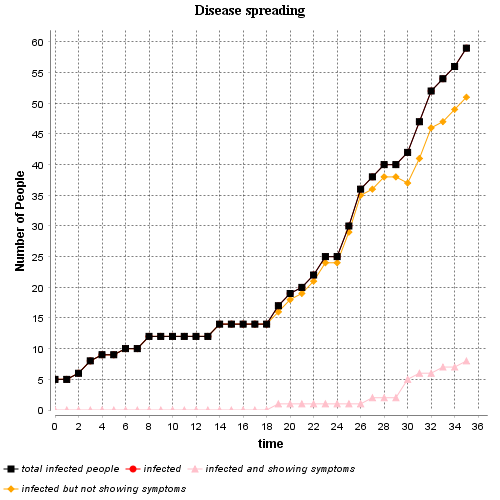 Disease spreading
60
55
50
45
40
35
30
25
20
15
10
5
0
Number of People
0 2 4 6 8 10 12 14 16 18 20 22 24 26 28 30 32 34 36
time
total infected people infected infected and showing symptoms
infected but not showing symptoms